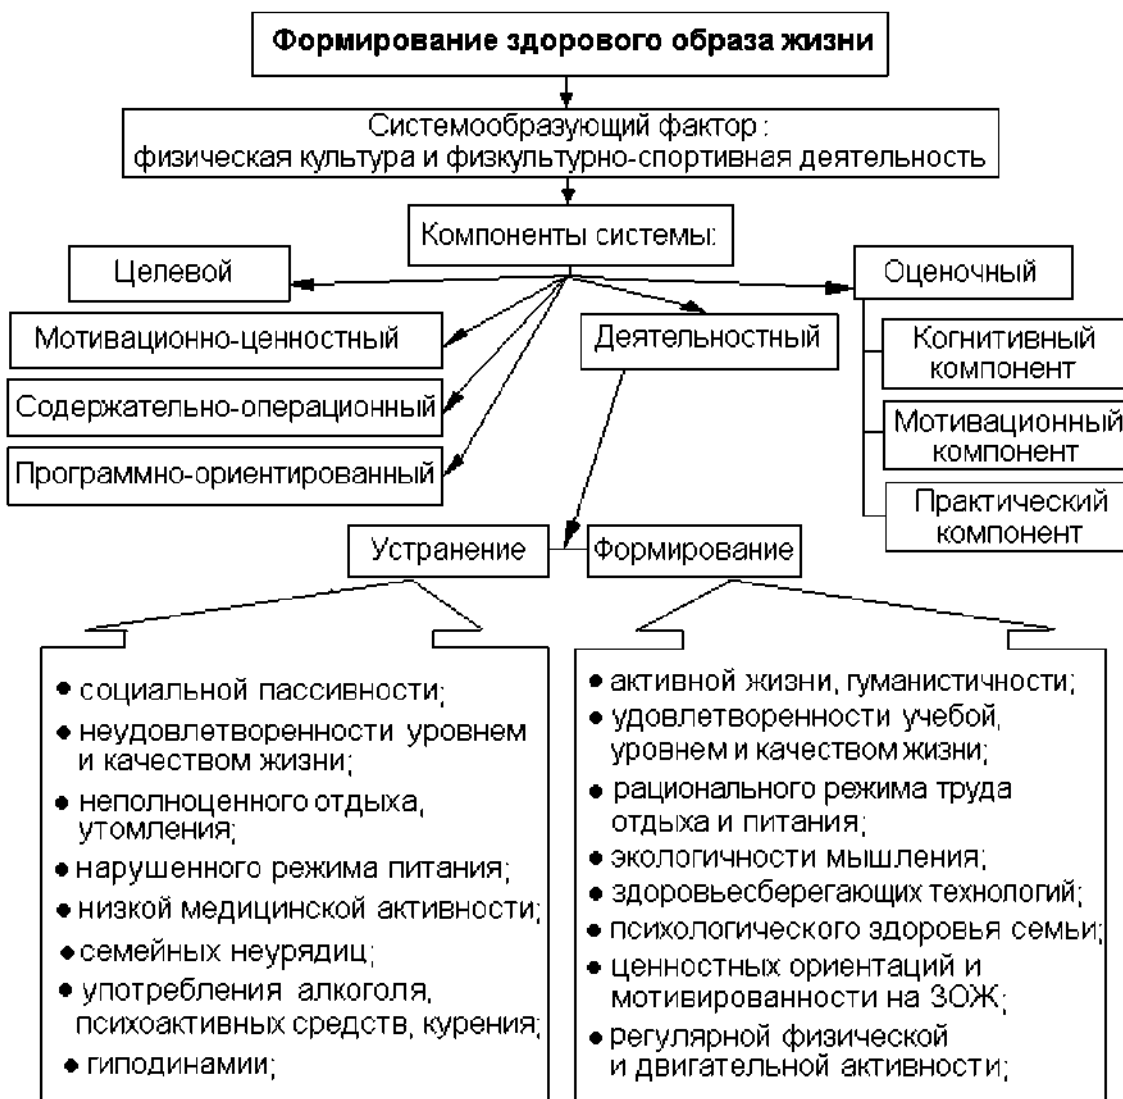 Формирование здорового образа жизни
Системообразующий фактор :
физическая культура и физкультурно-спортивная деятельность
Компоненты системы:
Целевой
Оценочный
Мотивационно-ценностный
Деятельностный
Когнитивный
компонент
Содержательно-операционный
Мотивационный
компонент
Программно-ориентированный
Практический
компонент
Устранение
Формирование
• социальной пассивности;
• неудовлетворенности уровнем
и качеством жизни;
• неполноценного отдыха,
утомления;
• нарушенного режима питания;
• низкой медицинской активности;
• семейных неурядиц;
• употребления алкоголя,
психоактивных средств, курения;
• гиподинамии;
• активной жизни, гуманистичности;
• удовлетворенности учебой,
уровнем и качеством жизни;
• рационального режима труда
отдыха и питания;
• экологичности мышления;
• здоровьесберегающих технологий;
• психологического здоровья семьи;
• ценностных ориентаций и
мотивированности на ЗОЖ;
• регулярной физической
и двигательной активности;